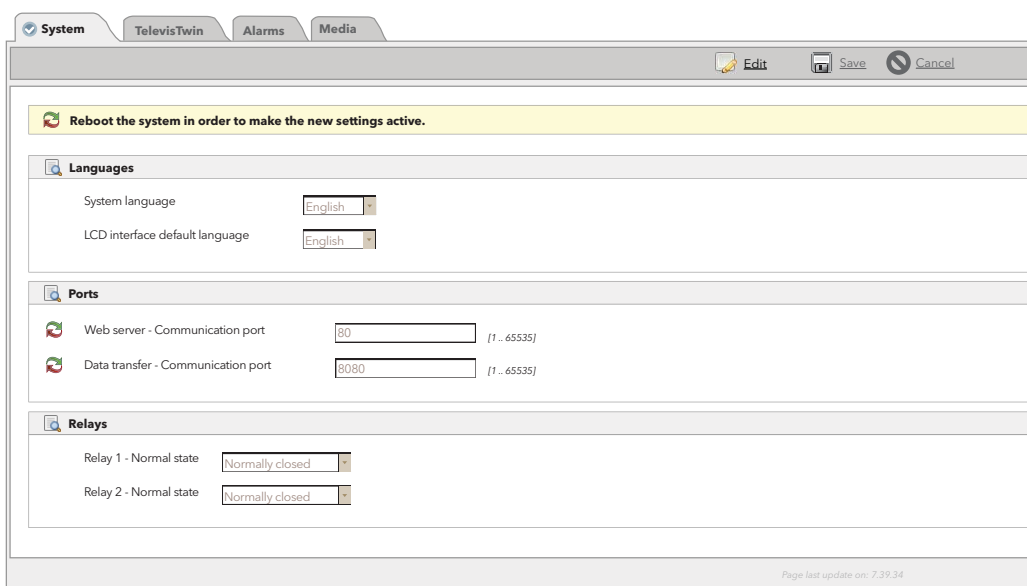 System TelevisTwin Alarms Media
Edit Save Cancel
Reboot the system in order to make the new settings active.
Languages
System language English
LCD interface default language English
Ports
Web server - Communication port 80 [1 .. 65535]
Data transfer - Communication port 8080 [1 .. 65535]
Relays
Relay 1 - Normal state Normally closed
Relay 2 - Normal state Normally closed
Page last update on: 7.39.34